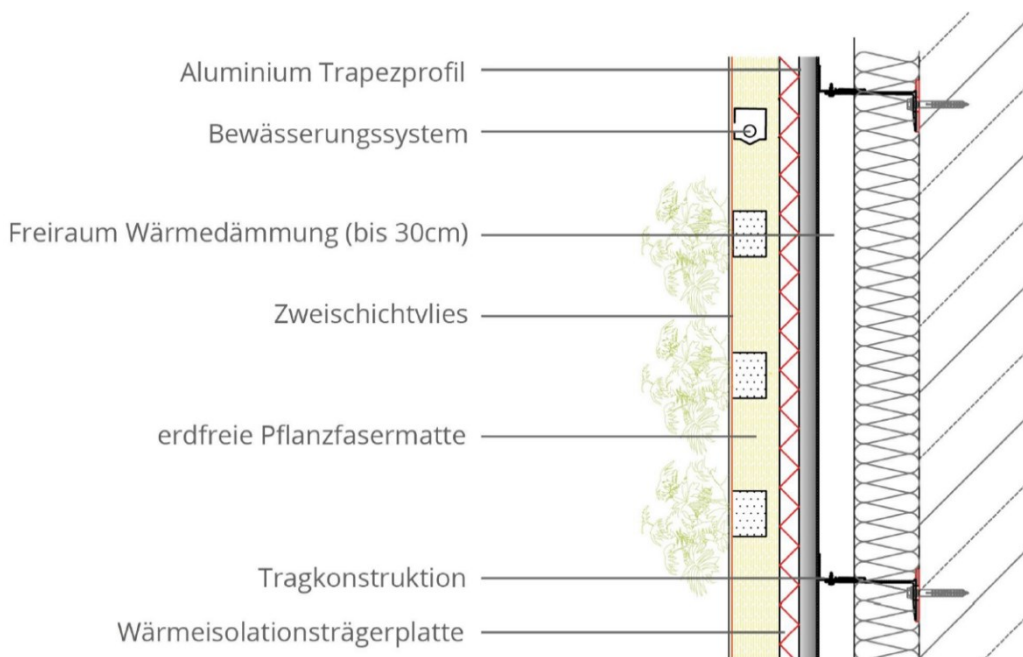 Aluminium Trapezprofil
Bewässerungssystem
Freiraum Wärmedämmung (bis 30cm)
Zweischichtvlies
erdfreie Pflanzfasermatte
Tragkonstruktion
Wärmeisolationsträgerplatte